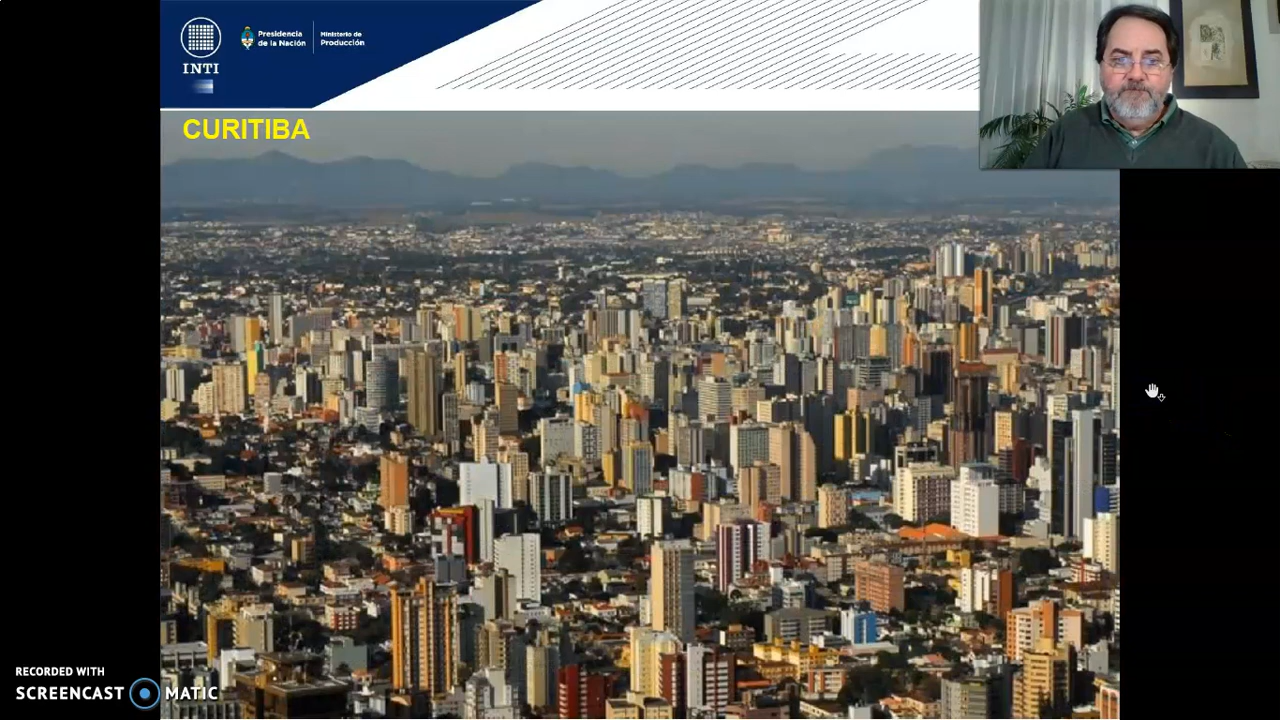 INTI
Presidencia
de la Nación
Ministerio de
Producción
CURITIBA
RECORDED WITH
SCREENCAST MATIC